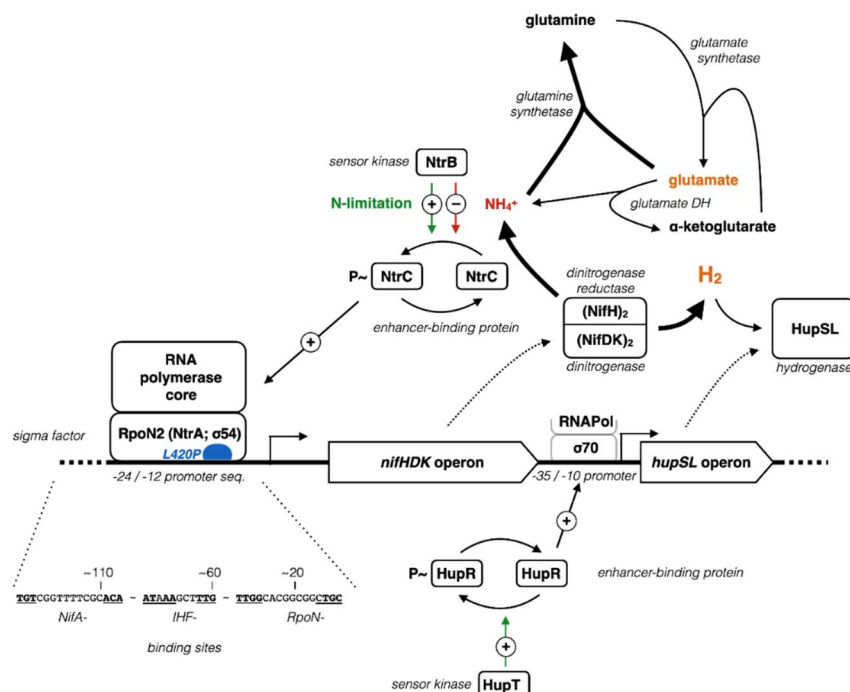 glutamine
glutamate
synthetase
glutamine
synthetase
sensor kinase
NtrB
N-limitation
+
−
NH₄⁺
glutamate
glutamate DH
α-ketoglutarate
P~ NtrC
NtrC
enhancer-binding protein
dinitrogenase
reductase
H₂
(NifH)₂
(NifDK)₂
dinitrogenase
HupSL
hydrogenase
+
RNA
polymerase
core
RpoN2 (NtrA; σ54)
sigma factor
L420P
-24 / -12 promoter seq.
nifHDK operon
RNAPol
σ70
-35 / -10 promoter
hupSL operon
+
P~ HupR
HupR
enhancer-binding protein
~110
~60
~20
TGTCGGTTTTCGCACA ~ ATAAAGCTTTG ~ TTGGCACGGCGGCTGC
NifA-
IHF-
RpoN-
binding sites
+
sensor kinase
HupT